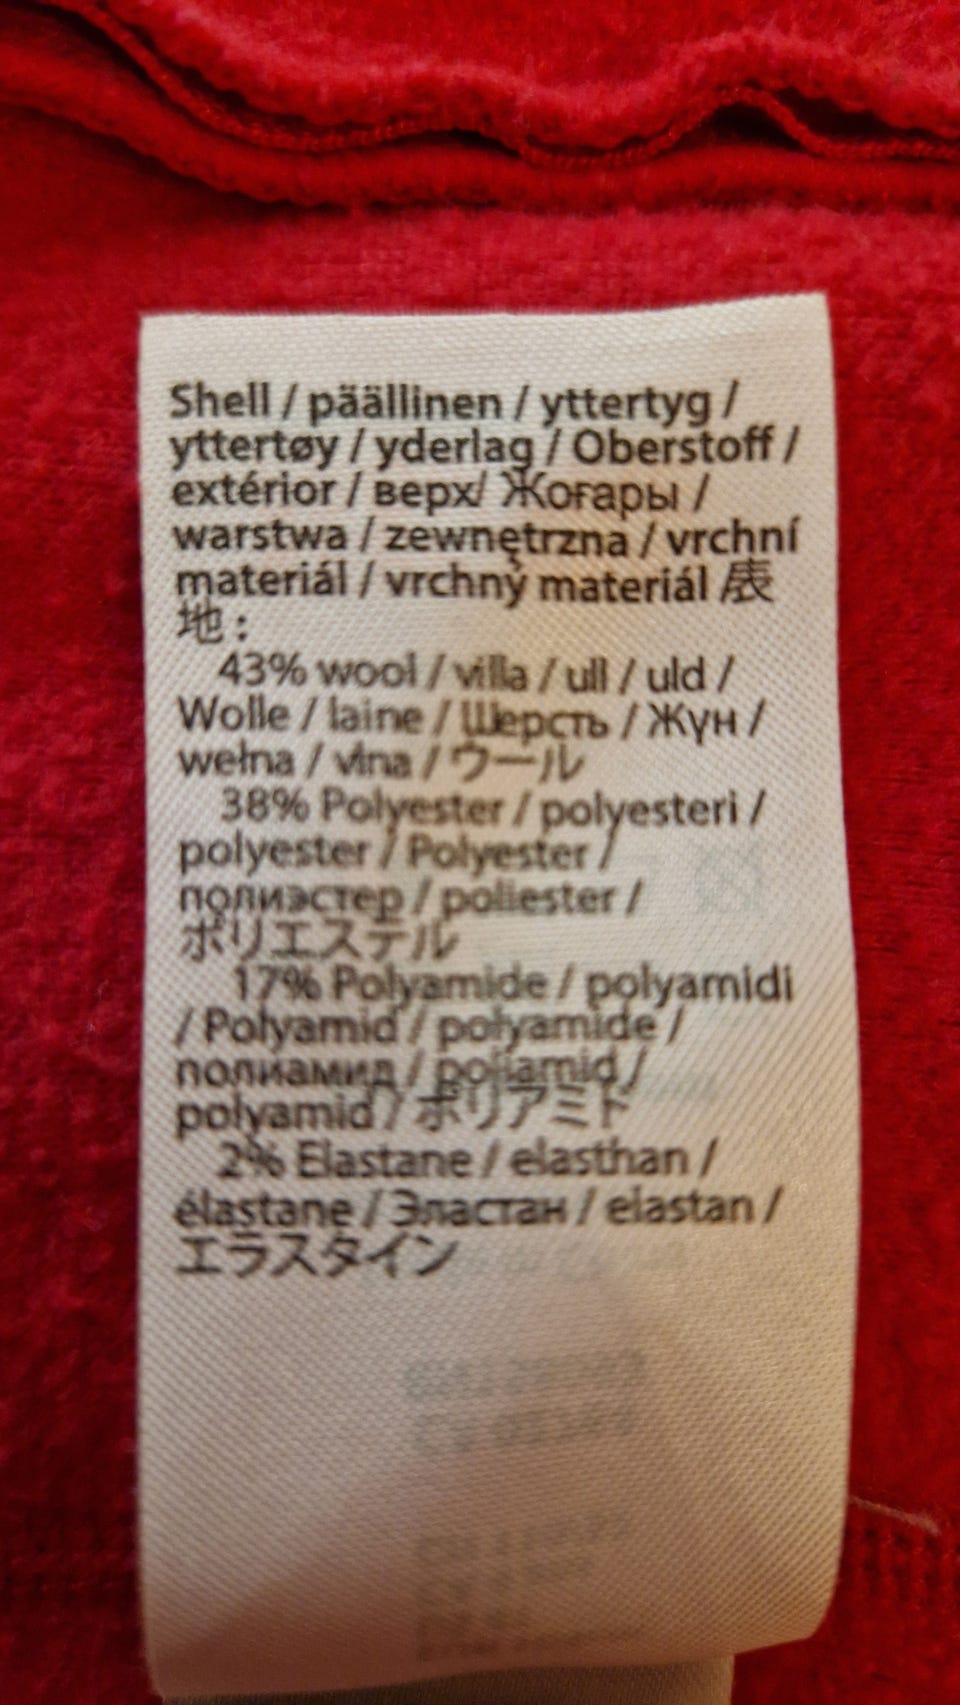 Shell / päällinen / yttertyg /
yttertøy / yderlag / Oberstoff /
extérior / верх/ Жоғары /
warstwa / zewnętrzna / vrchní
materiál / vrchný materiál /表
地 :
43% wool / villa / ull / uld /
Wolle / laine / Шерсть / Жүн /
wełna / vlna / ウール
38% Polyester / polyesteri /
polyester / Polyester /
полиэстер / poliester /
ポリエステル
17% Polyamide / polyamidi
/ Polyamid / polyamide /
полиамид / poliamid /
polyamid / ポリアミド
2% Elastane / elasthan /
élastane / Эластан / elastan /
エラスタイン